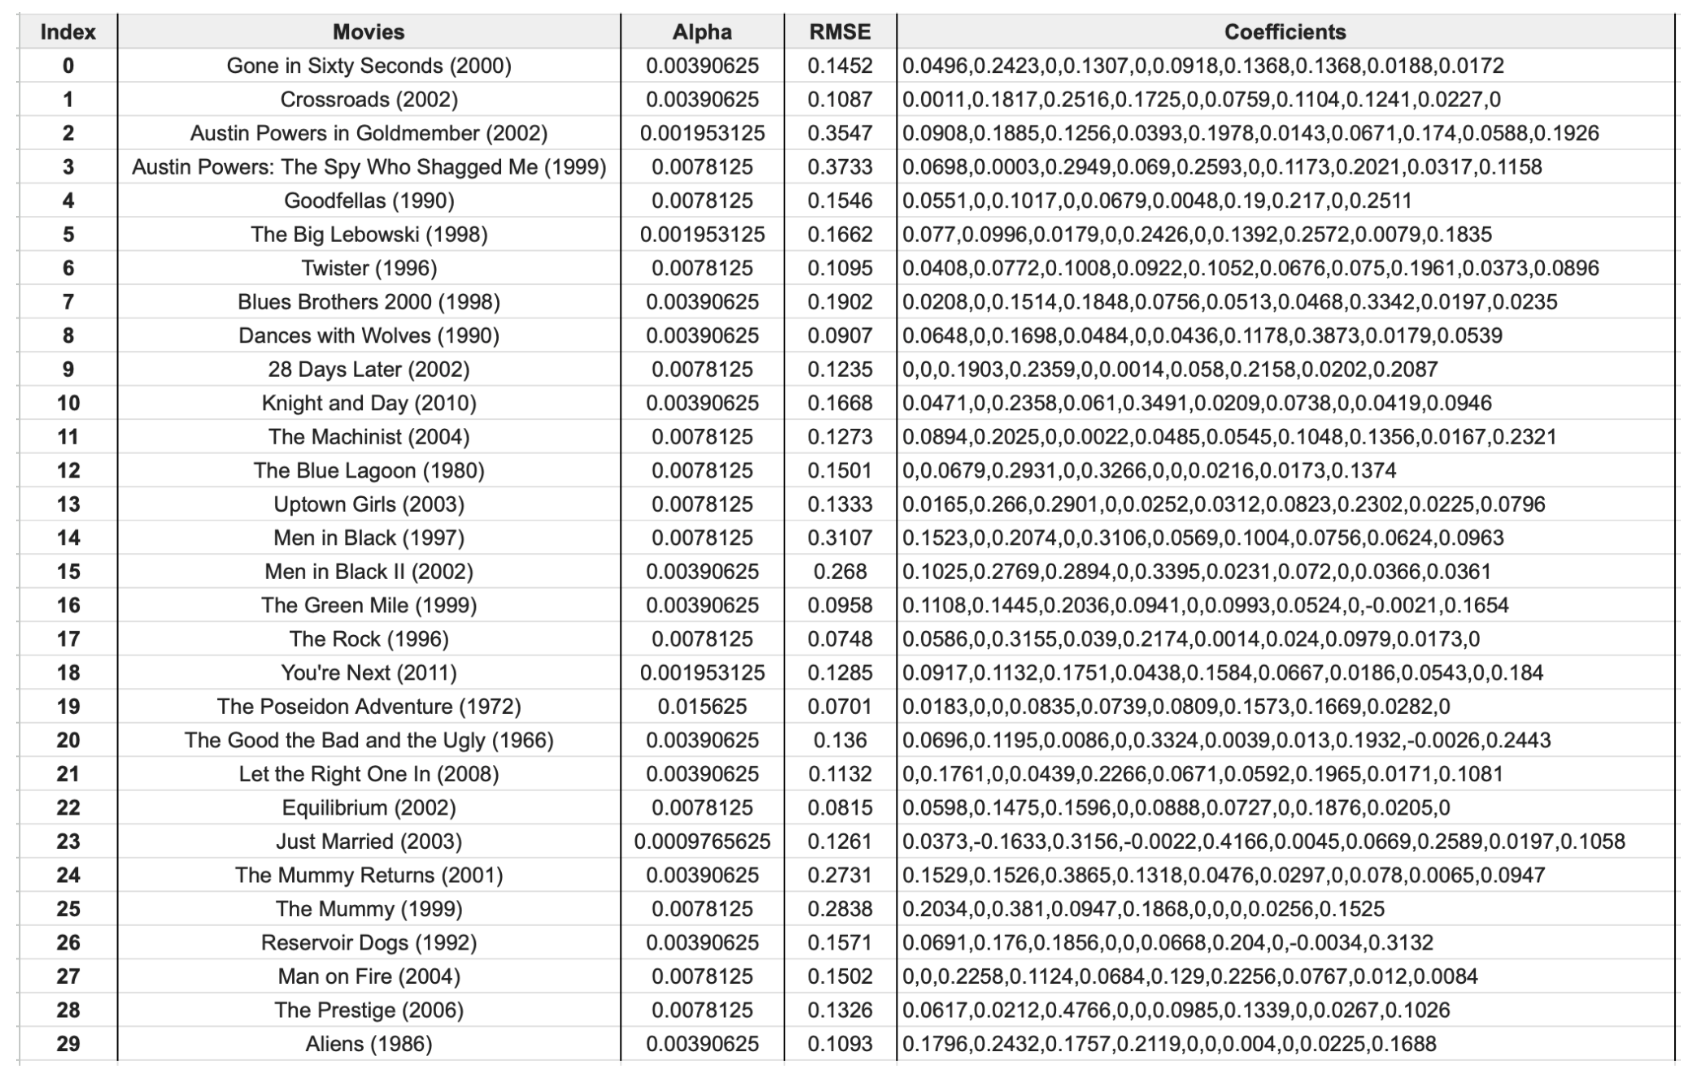 Index Movies Alpha RMSE Coefficients
0 Gone in Sixty Seconds (2000) 0.00390625 0.1452 0.0496,0.2423,0,0.1307,0,0.0918,0.1368,0.1368,0.0188,0.0172
1 Crossroads (2002) 0.00390625 0.1087 0.0011,0.1817,0.2516,0.1725,0,0.0759,0.1104,0.1241,0.0227,0
2 Austin Powers in Goldmember (2002) 0.001953125 0.3547 0.0908,0.1885,0.1256,0.0393,0.1978,0.0143,0.0671,0.174,0.0588,0.1926
3 Austin Powers: The Spy Who Shagged Me (1999) 0.0078125 0.3733 0.0698,0.0003,0.2949,0.069,0.2593,0,0.1173,0.2021,0.0317,0.1158
4 Goodfellas (1990) 0.0078125 0.1546 0.0551,0,0.1017,0,0.0679,0.0048,0.19,0.217,0,0.2511
5 The Big Lebowski (1998) 0.001953125 0.1662 0.077,0.0996,0.0179,0,0.2426,0,0.1392,0.2572,0.0079,0.1835
6 Twister (1996) 0.0078125 0.1095 0.0408,0.0772,0.1008,0.0922,0.1052,0.0676,0.075,0.1961,0.0373,0.0896
7 Blues Brothers 2000 (1998) 0.00390625 0.1902 0.0208,0,0.1514,0.1848,0.0756,0.0513,0.0468,0.3342,0.0197,0.0235
8 Dances with Wolves (1990) 0.00390625 0.0907 0.0648,0,0.1698,0.0484,0,0.0436,0.1178,0.3873,0.0179,0.0539
9 28 Days Later (2002) 0.0078125 0.1235 0,0,0.1903,0.2359,0,0.0014,0.058,0.2158,0.0202,0.2087
10 Knight and Day (2010) 0.00390625 0.1668 0.0471,0,0.2358,0.061,0.3491,0.0209,0.0738,0,0.0419,0.0946
11 The Machinist (2004) 0.0078125 0.1273 0.0894,0.2025,0,0.0022,0.0485,0.0545,0.1048,0.1356,0.0167,0.2321
12 The Blue Lagoon (1980) 0.0078125 0.1501 0,0.0679,0.2931,0,0.3266,0,0,0.0216,0.0173,0.1374
13 Uptown Girls (2003) 0.0078125 0.1333 0.0165,0.266,0.2901,0,0.0252,0.0312,0.0823,0.2302,0.0225,0.0796
14 Men in Black (1997) 0.0078125 0.3107 0.1523,0,0.2074,0,0.3106,0.0569,0.1004,0.0756,0.0624,0.0963
15 Men in Black II (2002) 0.00390625 0.268 0.1025,0.2769,0.2894,0,0.3395,0.0231,0.072,0,0.0366,0.0361
16 The Green Mile (1999) 0.00390625 0.0958 0.1108,0.1445,0.2036,0.0941,0,0.0993,0.0524,0,-0.0021,0.1654
17 The Rock (1996) 0.0078125 0.0748 0.0586,0,0.3155,0.039,0.2174,0.0014,0.024,0.0979,0.0173,0
18 You're Next (2011) 0.001953125 0.1285 0.0917,0.1132,0.1751,0.0438,0.1584,0.0667,0.0186,0.0543,0,0.184
19 The Poseidon Adventure (1972) 0.015625 0.0701 0.0183,0,0,0.0835,0.0739,0.0809,0.1573,0.1669,0.0282,0
20 The Good the Bad and the Ugly (1966) 0.00390625 0.136 0.0696,0.1195,0.0086,0,0.3324,0.0039,0.013,0.1932,-0.0026,0.2443
21 Let the Right One In (2008) 0.00390625 0.1132 0,0.1761,0,0.0439,0.2266,0.0671,0.0592,0.1965,0.0171,0.1081
22 Equilibrium (2002) 0.0078125 0.0815 0.0598,0.1475,0.1596,0,0.0888,0.0727,0,0.1876,0.0205,0
23 Just Married (2003) 0.0009765625 0.1261 0.0373,-0.1633,0.3156,-0.0022,0.4166,0.0045,0.0669,0.2589,0.0197,0.1058
24 The Mummy Returns (2001) 0.00390625 0.2731 0.1529,0.1526,0.3865,0.1318,0.0476,0.0297,0,0.078,0.0065,0.0947
25 The Mummy (1999) 0.0078125 0.2838 0.2034,0,0.381,0.0947,0.1868,0,0,0,0.0256,0.1525
26 Reservoir Dogs (1992) 0.00390625 0.1571 0.0691,0.176,0.1856,0,0,0.0668,0.204,0,-0.0034,0.3132
27 Man on Fire (2004) 0.0078125 0.1502 0,0,0.2258,0.1124,0.0684,0.129,0.2256,0.0767,0.012,0.0084
28 The Prestige (2006) 0.0078125 0.1326 0.0617,0.0212,0.4766,0,0,0.0985,0.1339,0,0.0267,0.1026
29 Aliens (1986) 0.00390625 0.1093 0.1796,0.2432,0.1757,0.2119,0,0,0.004,0,0.0225,0.1688